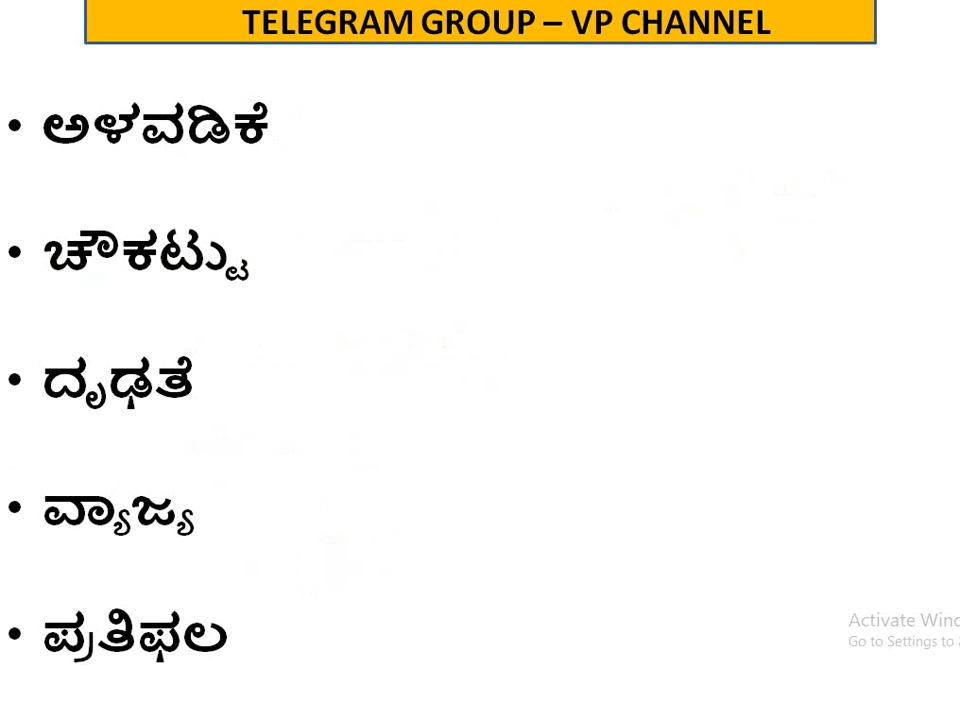 TELEGRAM GROUP – VP CHANNEL
• ಅಳವಡಿಕೆ
• ಚೌಕಟ್ಟು
• ದೃಢತೆ
• ವ್ಯಾಜ್ಯ
• ಪ್ರತಿಫಲ
Activate Wind
Go to Settings to a